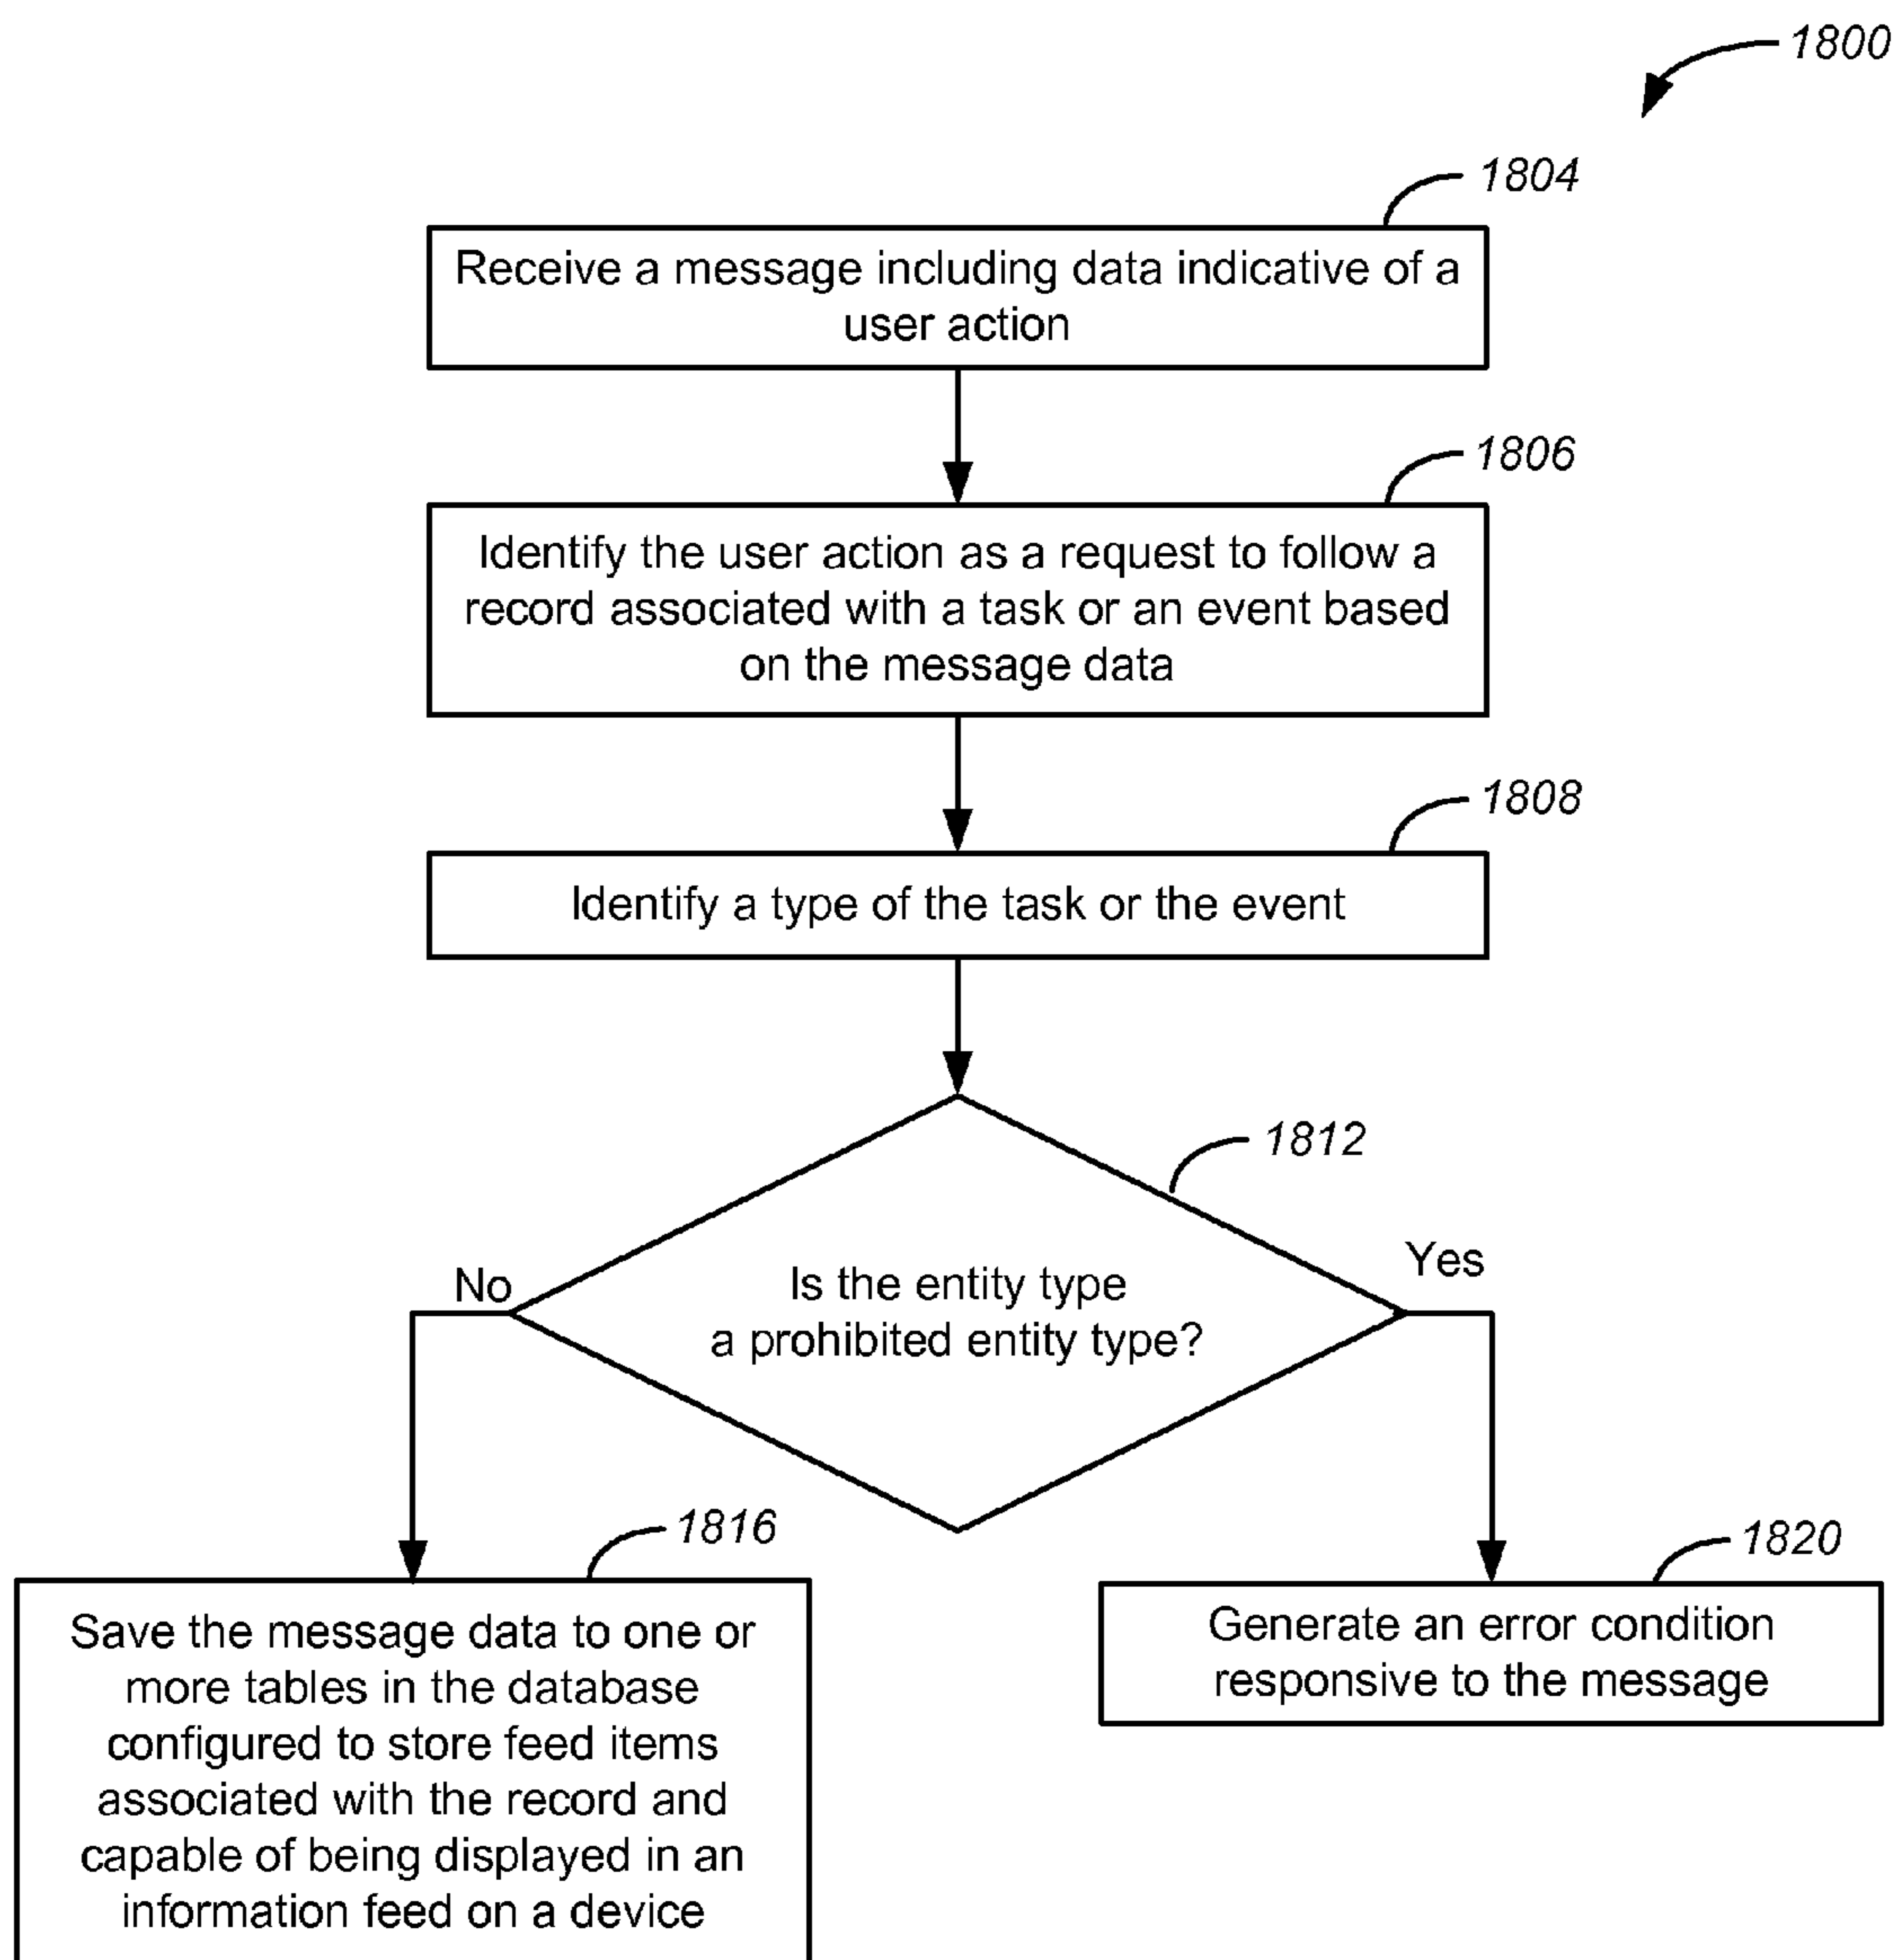 1800
1804
Receive a message including data indicative of a
user action
1806
Identify the user action as a request to follow a
record associated with a task or an event based
on the message data
1808
Identify a type of the task or the event
1812
Is the entity type
a prohibited entity type?
No
Yes
1816
Save the message data to one or
more tables in the database
configured to store feed items
associated with the record and
capable of being displayed in an
information feed on a device
1820
Generate an error condition
responsive to the message